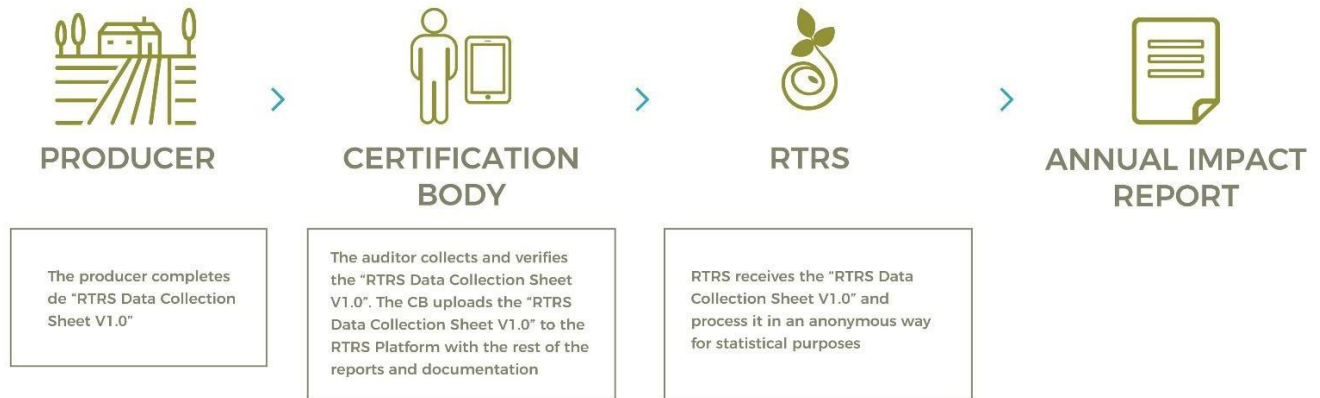 PRODUCER
The producer completes
de "RTRS Data Collection
Sheet V1.0"
CERTIFICATION
BODY
The auditor collects and verifies
the "RTRS Data Collection Sheet
V1.0". The CB uploads the "RTRS
Data Collection Sheet V1.0" to the
RTRS Platform with the rest of the
reports and documentation
RTRS
RTRS receives the "RTRS Data
Collection Sheet V1.0" and
process it in an anonymous way
for statistical purposes
ANNUAL IMPACT
REPORT